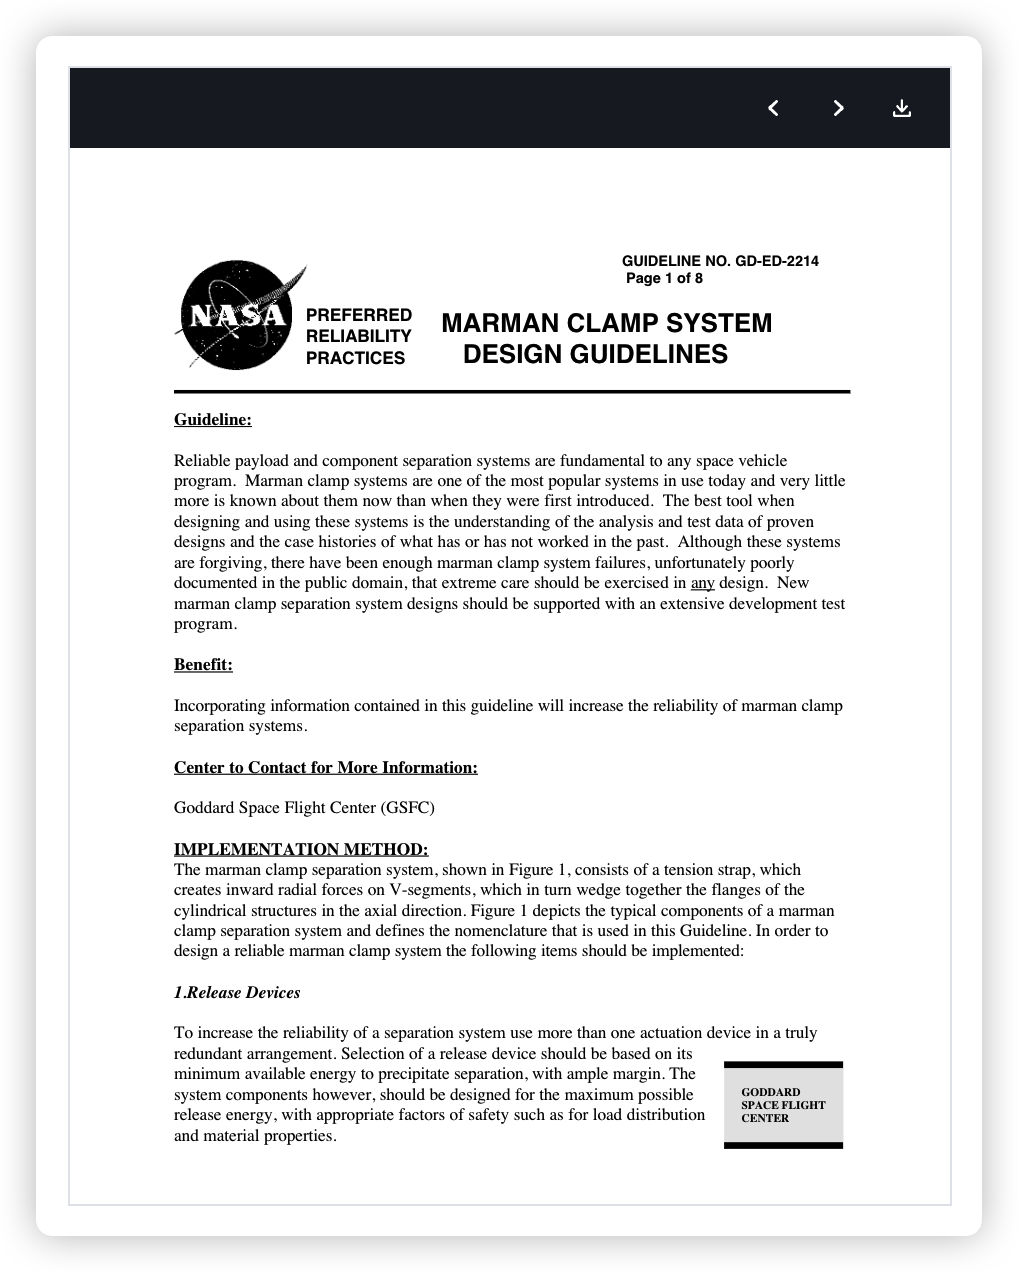 GUIDELINE NO. GD-ED-2214
Page 1 of 8
NASA
PREFERRED
RELIABILITY
PRACTICES
MARMAN CLAMP SYSTEM
DESIGN GUIDELINES
Guideline:
Reliable payload and component separation systems are fundamental to any space vehicle
program.  Marman clamp systems are one of the most popular systems in use today and very little
more is known about them now than when they were first introduced.  The best tool when
designing and using these systems is the understanding of the analysis and test data of proven
designs and the case histories of what has or has not worked in the past.  Although these systems
are forgiving, there have been enough marman clamp system failures, unfortunately poorly
documented in the public domain, that extreme care should be exercised in any design.  New
marman clamp separation system designs should be supported with an extensive development test
program.
Benefit:
Incorporating information contained in this guideline will increase the reliability of marman clamp
separation systems.
Center to Contact for More Information:
Goddard Space Flight Center (GSFC)
IMPLEMENTATION METHOD:
The marman clamp separation system, shown in Figure 1, consists of a tension strap, which
creates inward radial forces on V-segments, which in turn wedge together the flanges of the
cylindrical structures in the axial direction. Figure 1 depicts the typical components of a marman
clamp separation system and defines the nomenclature that is used in this Guideline. In order to
design a reliable marman clamp system the following items should be implemented:
1.Release Devices
To increase the reliability of a separation system use more than one actuation device in a truly
redundant arrangement. Selection of a release device should be based on its
minimum available energy to precipitate separation, with ample margin. The
system components however, should be designed for the maximum possible
release energy, with appropriate factors of safety such as for load distribution
and material properties.
GODDARD
SPACE FLIGHT
CENTER